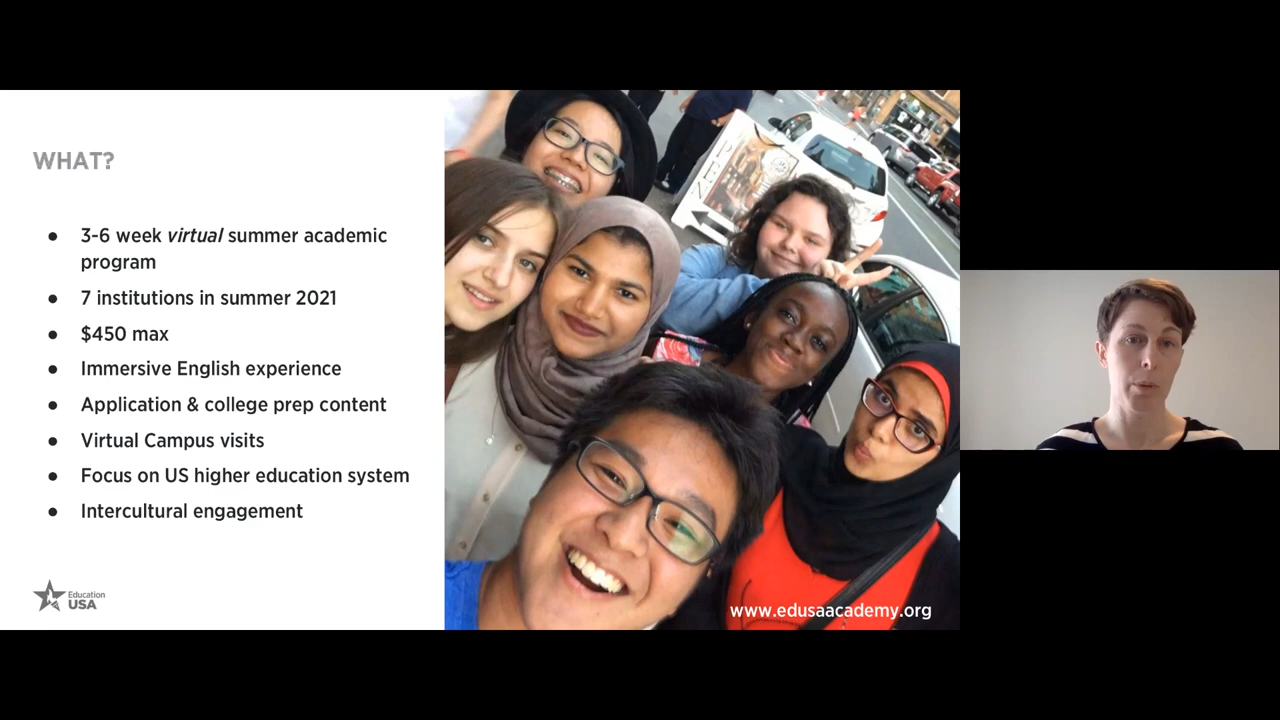 WHAT?
● 3-6 week virtual summer academic
program
● 7 institutions in summer 2021
● $450 max
● Immersive English experience
● Application & college prep content
● Virtual Campus visits
● Focus on US higher education system
● Intercultural engagement
Education
USA
www.edusaacademy.org